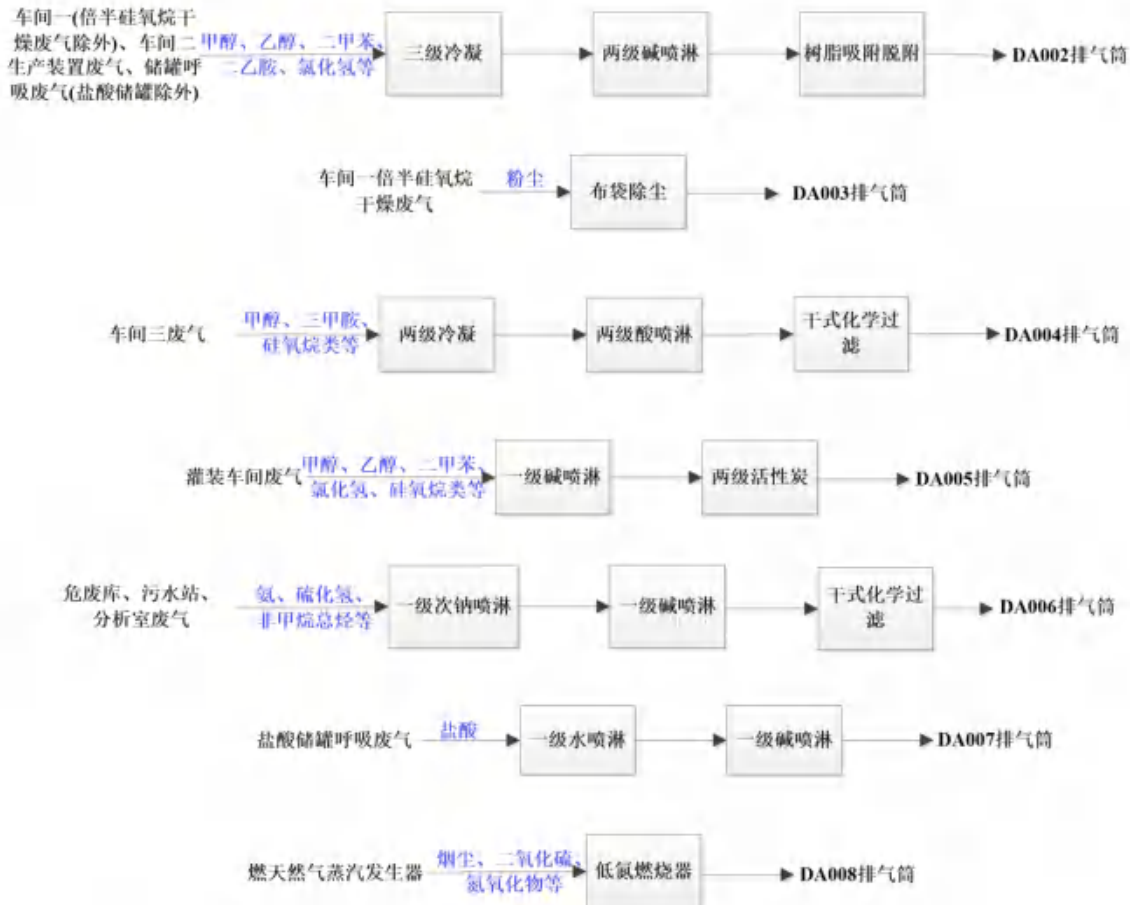 车间一(倍半硅氧烷干
燥废气除外)、车间二
生产装置废气、储罐呼
吸废气(盐酸储罐除外)
甲醇、乙醇、二甲苯、
二乙胺、氯化氢等
三级冷凝
两级碱喷淋
树脂吸附脱附
DA002排气筒
车间一倍半硅氧烷
干燥废气
粉尘
布袋除尘
DA003排气筒
车间三废气
甲醇、三甲胺、
硅氧烷类等
两级冷凝
两级酸喷淋
干式化学过
滤
DA004排气筒
灌装车间废气
甲醇、乙醇、二甲苯、
氯化氢、硅氧烷类等
一级碱喷淋
两级活性炭
DA005排气筒
危废库、污水站、
分析室废气
氨、硫化氢、
非甲烷总烃等
一级次钠喷淋
一级碱喷淋
干式化学过
滤
DA006排气筒
盐酸储罐呼吸废气
盐酸
一级水喷淋
一级碱喷淋
DA007排气筒
燃天然气蒸汽发生器
烟尘、二氧化硫、
氮氧化物等
低氮燃烧器
DA008排气筒